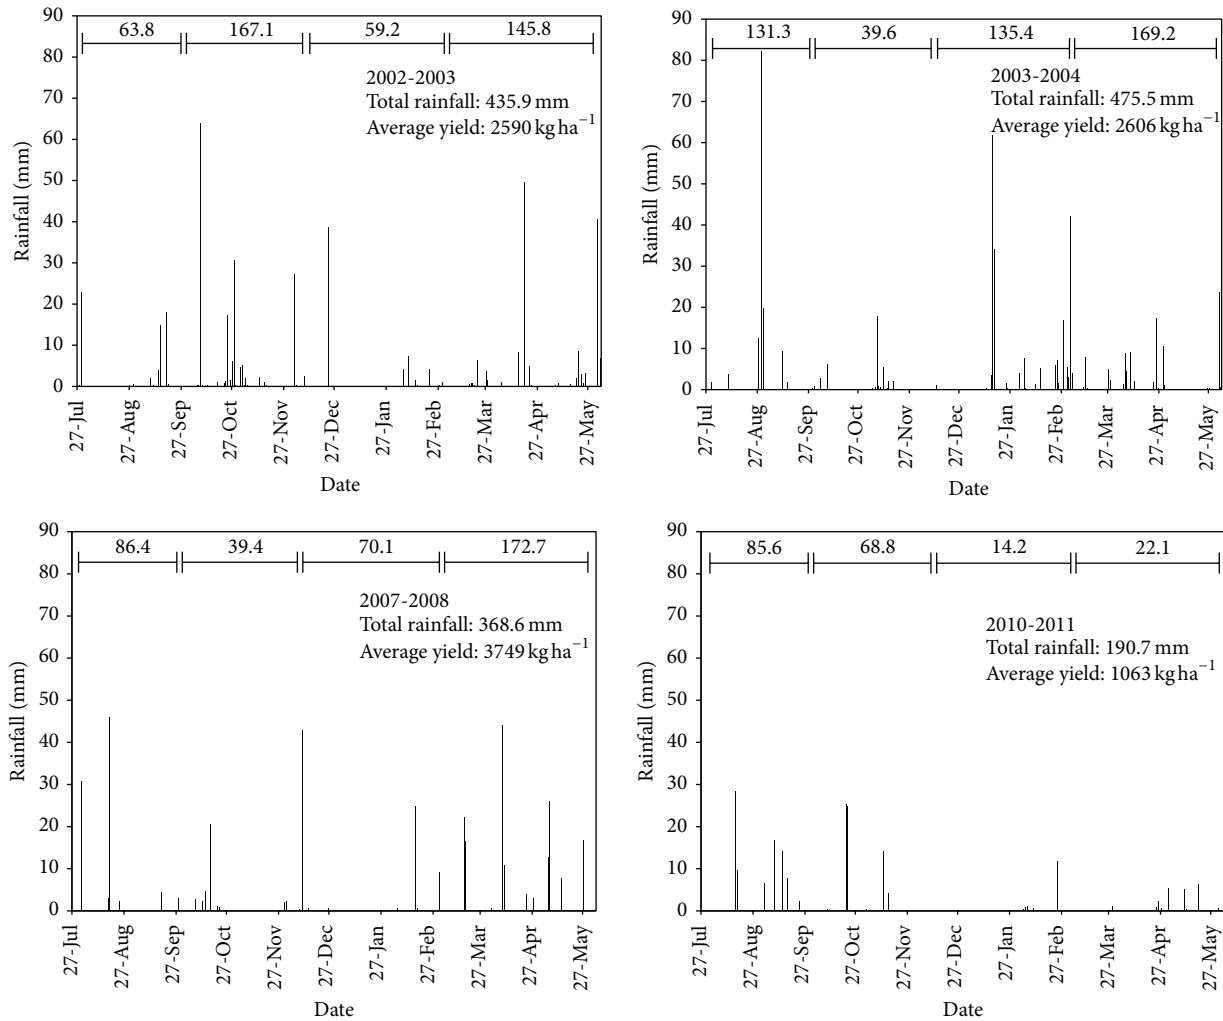 90
80
70
60
50
40
30
20
10
0
Rainfall (mm)
63.8 167.1 59.2 145.8
2002-2003
Total rainfall: 435.9 mm
Average yield: 2590 kg ha−1
27-Jul 27-Aug 27-Sep 27-Oct 27-Nov 27-Dec 27-Jan 27-Feb 27-Mar 27-Apr 27-May
Date
90
80
70
60
50
40
30
20
10
0
Rainfall (mm)
131.3 39.6 135.4 169.2
2003-2004
Total rainfall: 475.5 mm
Average yield: 2606 kg ha−1
27-Jul 27-Aug 27-Sep 27-Oct 27-Nov 27-Dec 27-Jan 27-Feb 27-Mar 27-Apr 27-May
Date
90
80
70
60
50
40
30
20
10
0
Rainfall (mm)
86.4 39.4 70.1 172.7
2007-2008
Total rainfall: 368.6 mm
Average yield: 3749 kg ha−1
27-Jul 27-Aug 27-Sep 27-Oct 27-Nov 27-Dec 27-Jan 27-Feb 27-Mar 27-Apr 27-May
Date
90
80
70
60
50
40
30
20
10
0
Rainfall (mm)
85.6 68.8 14.2 22.1
2010-2011
Total rainfall: 190.7 mm
Average yield: 1063 kg ha−1
27-Jul 27-Aug 27-Sep 27-Oct 27-Nov 27-Dec 27-Jan 27-Feb 27-Mar 27-Apr 27-May
Date